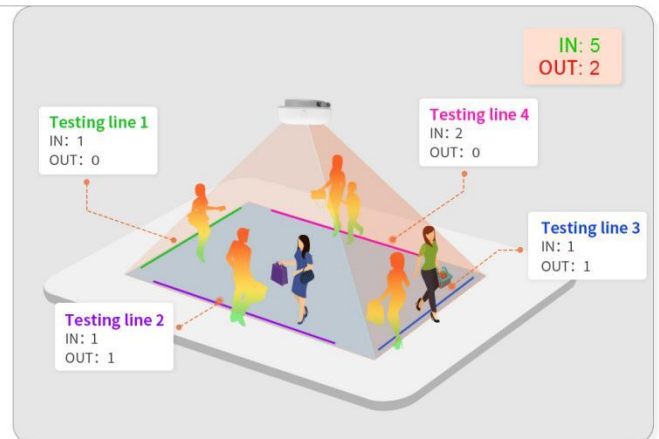 IN: 5
OUT: 2
Testing line 1
IN: 1
OUT: 0
Testing line 4
IN: 2
OUT: 0
Testing line 3
IN: 1
OUT: 1
Testing line 2
IN: 1
OUT: 1